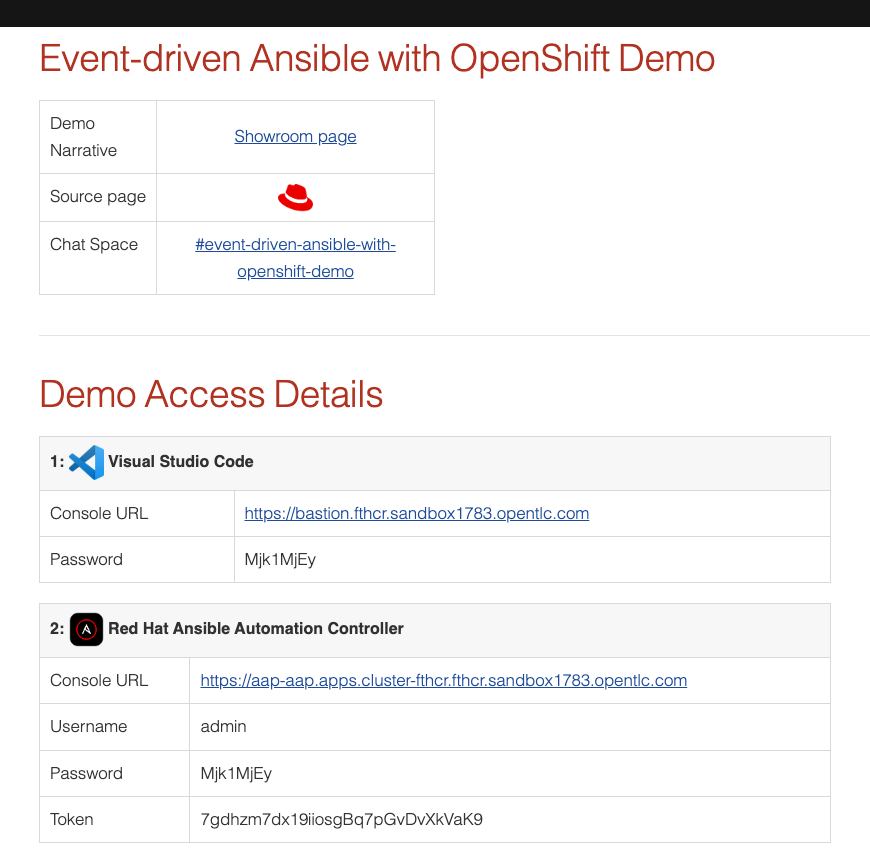 Event-driven Ansible with OpenShift Demo
Demo
Narrative
Showroom page
Source page
Chat Space
#event-driven-ansible-with-
openshift-demo
Demo Access Details
1: Visual Studio Code
Console URL https://bastion.fthcr.sandbox1783.opentlc.com
Password Mjk1MjEy
2: A Red Hat Ansible Automation Controller
Console URL https://aap-aap.apps.cluster-fthcr.fthcr.sandbox1783.opentlc.com
Username admin
Password Mjk1MjEy
Token 7gdhzm7dx19iiosgBq7pGvDvXkVaK9